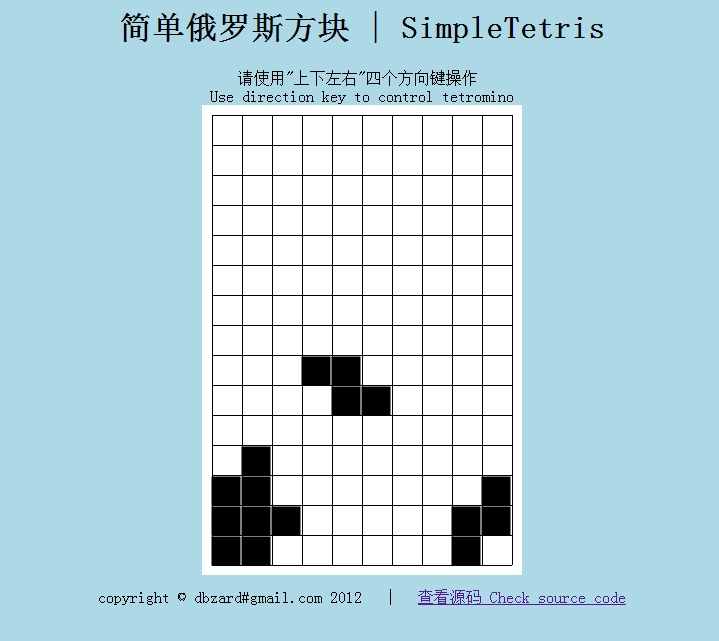 简单俄罗斯方块 | SimpleTetris
请使用"上下左右"四个方向键操作
Use direction key to control tetromino
copyright © dbzard#gmail.com 2012 | 查看源码 Check source code